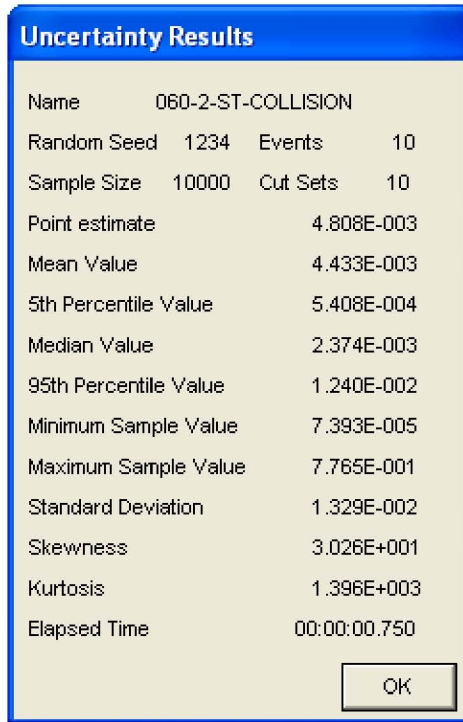 Uncertainty Results
Name 060-2-ST-COLLISION
Random Seed 1234 Events 10
Sample Size 10000 Cut Sets 10
Point estimate 4.808E-003
Mean Value 4.433E-003
5th Percentile Value 5.408E-004
Median Value 2.374E-003
95th Percentile Value 1.240E-002
Minimum Sample Value 7.393E-005
Maximum Sample Value 7.765E-001
Standard Deviation 1.329E-002
Skewness 3.026E+001
Kurtosis 1.396E+003
Elapsed Time 00:00:00.750
OK